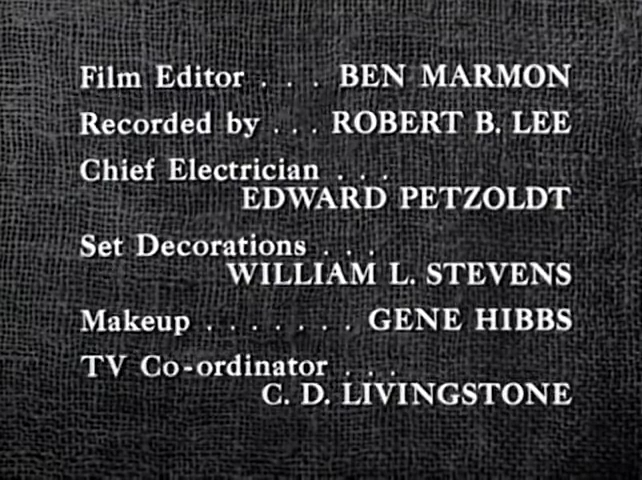 Film Editor . . . BEN MARMON
Recorded by . . . ROBERT B. LEE
Chief Electrician . . .
EDWARD PETZOLDT
Set Decorations . . .
WILLIAM L. STEVENS
Makeup . . . . . . . GENE HIBBS
TV Co-ordinator . . .
C. D. LIVINGSTONE